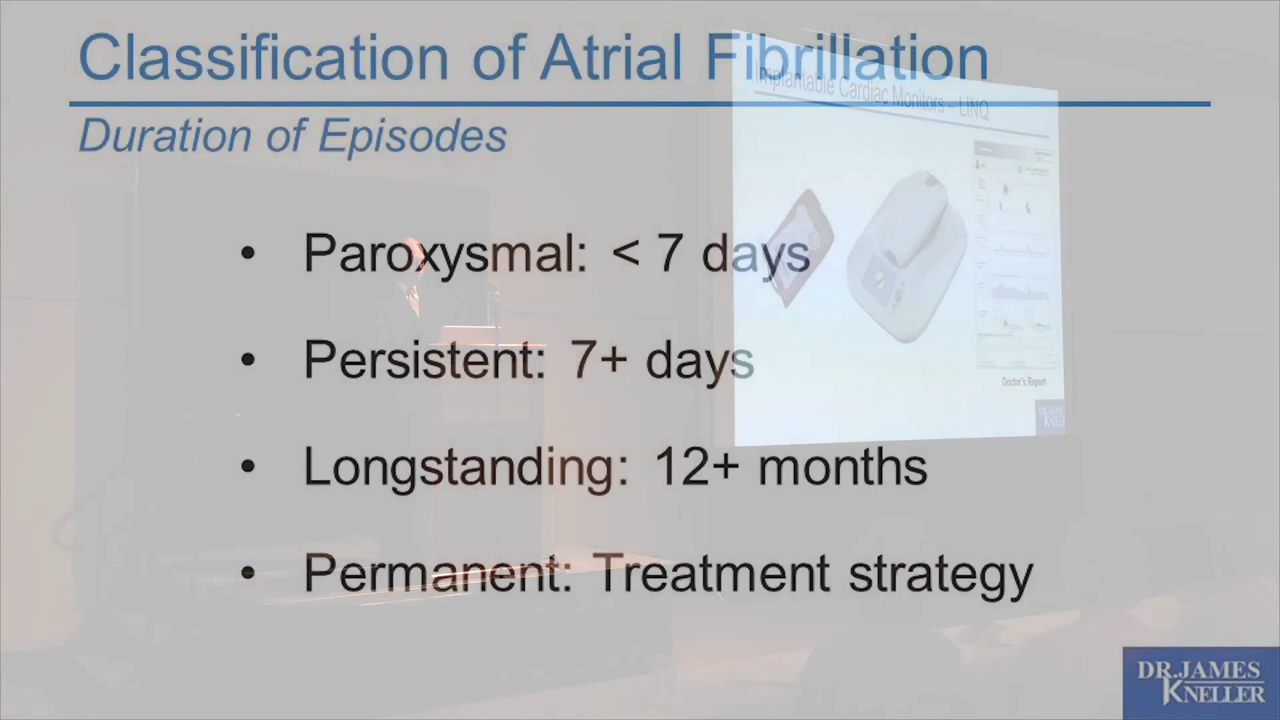 Classification of Atrial Fibrillation
Implantable Cardiac Monitors – LINQ
Duration of Episodes
• Paroxysmal: < 7 days
• Persistent: 7+ days
Doctor's Report
• Longstanding: 12+ months
• Permanent: Treatment strategy
DR. JAMES
KNELLER